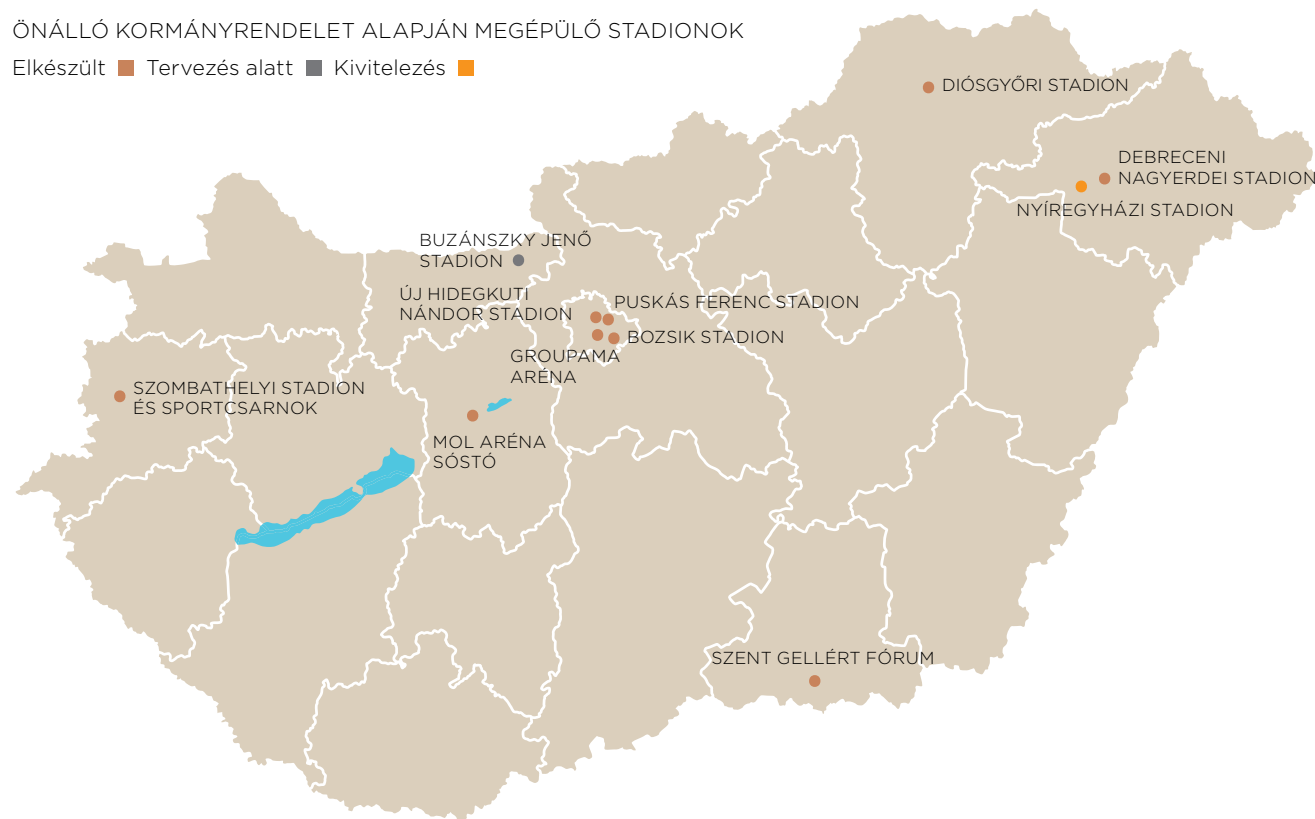 ÖNÁLLÓ KORMÁNYRENDELET ALAPJÁN MEGÉPÜLŐ STADIONOK
Elkészült Tervezés alatt Kivitelezés
DIÓSGYŐRI STADION
DEBRECENI
NAGYERDEI STADION
NYÍREGYHÁZI STADION
BUZÁNSZKY JENŐ
STADION
ÚJ HIDEGKUTI
NÁNDOR STADION
PUSKÁS FERENC STADION
BOZSIK STADION
GROUPAMA
ARÉNA
SZOMBATHELYI STADION
ÉS SPORTCSARNOK
MOL ARÉNA
SÓSTÓ
SZENT GELLÉRT FÓRUM